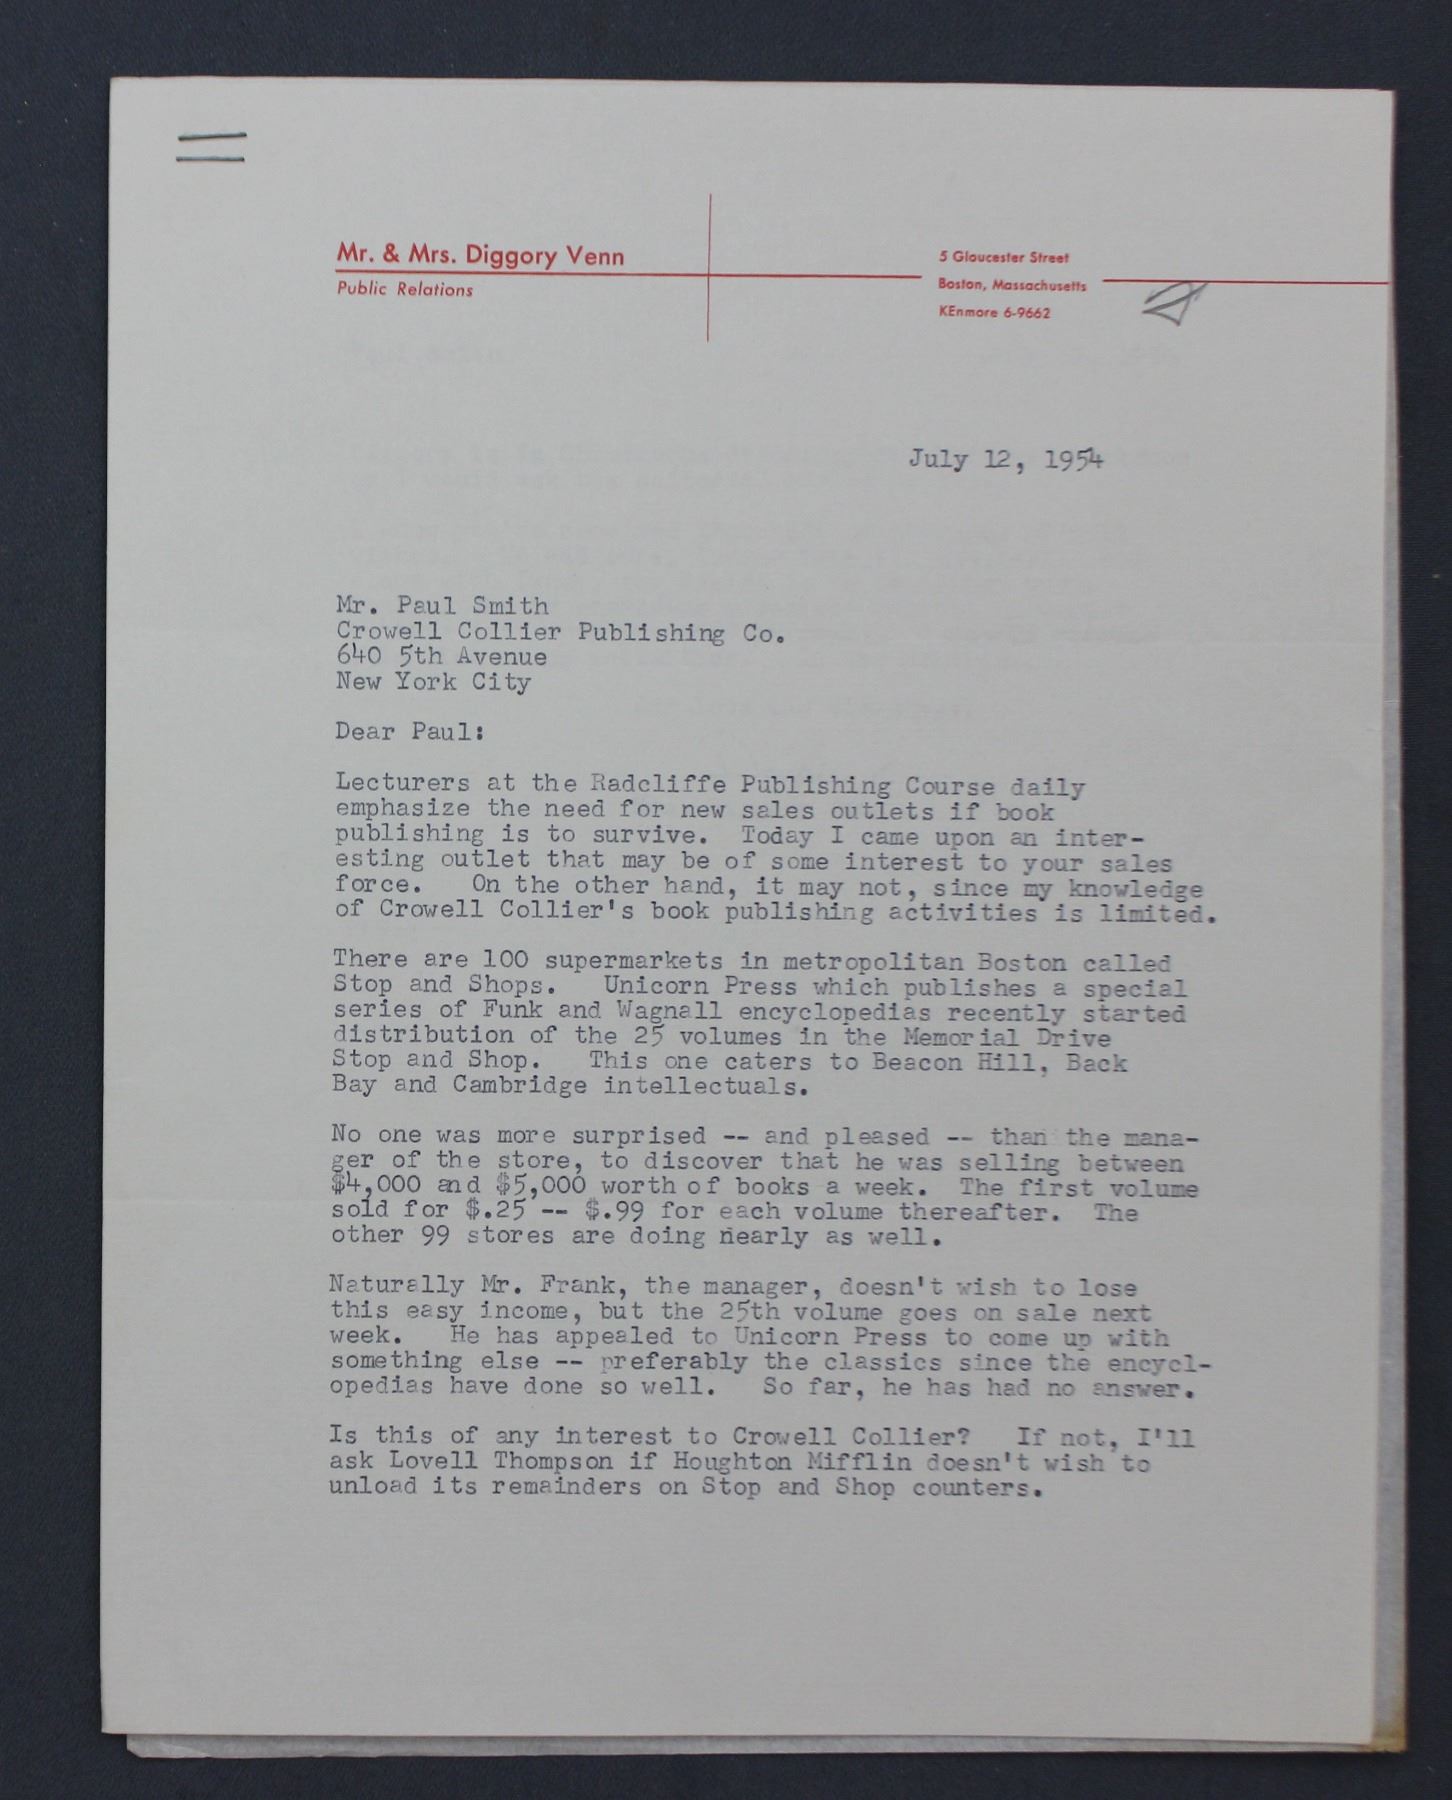 Mr. & Mrs. Diggory Venn
Public Relations
5 Gloucester Street
Boston, Massachusetts
KEnmore 6-9662
July 12, 1954
Mr. Paul Smith
Crowell Collier Publishing Co.
640 5th Avenue
New York City
Dear Paul:
Lecturers at the Radcliffe Publishing Course daily
emphasize the need for new sales outlets if book
publishing is to survive. Today I came upon an inter-
esting outlet that may be of some interest to your sales
force. On the other hand, it may not, since my knowledge
of Crowell Collier's book publishing activities is limited.
There are 100 supermarkets in metropolitan Boston called
Stop and Shops. Unicorn Press which publishes a special
series of Funk and Wagnall encyclopedias recently started
distribution of the 25 volumes in the Memorial Drive
Stop and Shop. This one caters to Beacon Hill, Back
Bay and Cambridge intellectuals.
No one was more surprised -- and pleased -- than the mana-
ger of the store, to discover that he was selling between
$4,000 and $5,000 worth of books a week. The first volume
sold for $.25 -- $.99 for each volume thereafter. The
other 99 stores are doing nearly as well.
Naturally Mr. Frank, the manager, doesn't wish to lose
this easy income, but the 25th volume goes on sale next
week. He has appealed to Unicorn Press to come up with
something else -- preferably the classics since the encycl-
opedias have done so well. So far, he has had no answer.
Is this of any interest to Crowell Collier? If not, I'll
ask Lovell Thompson if Houghton Mifflin doesn't wish to
unload its remainders on Stop and Shop counters.